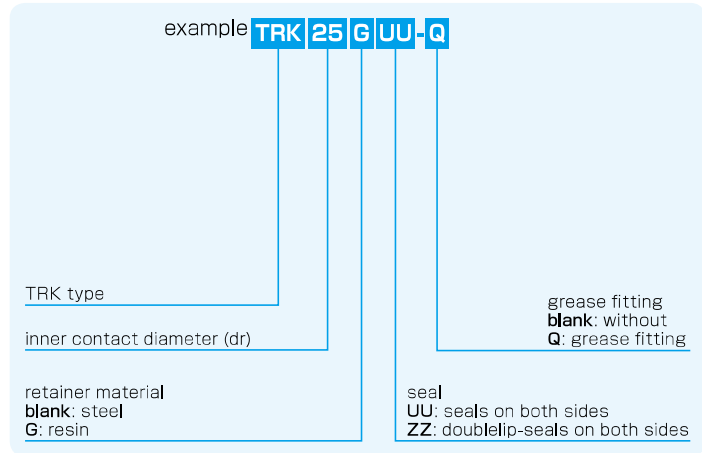 example TRK 25 G UU-Q
TRK type
inner contact diameter (dr)
retainer material
blank: steel
G: resin
grease fitting
blank: without
Q: grease fitting
seal
UU: seals on both sides
ZZ: doublelip-seals on both sides